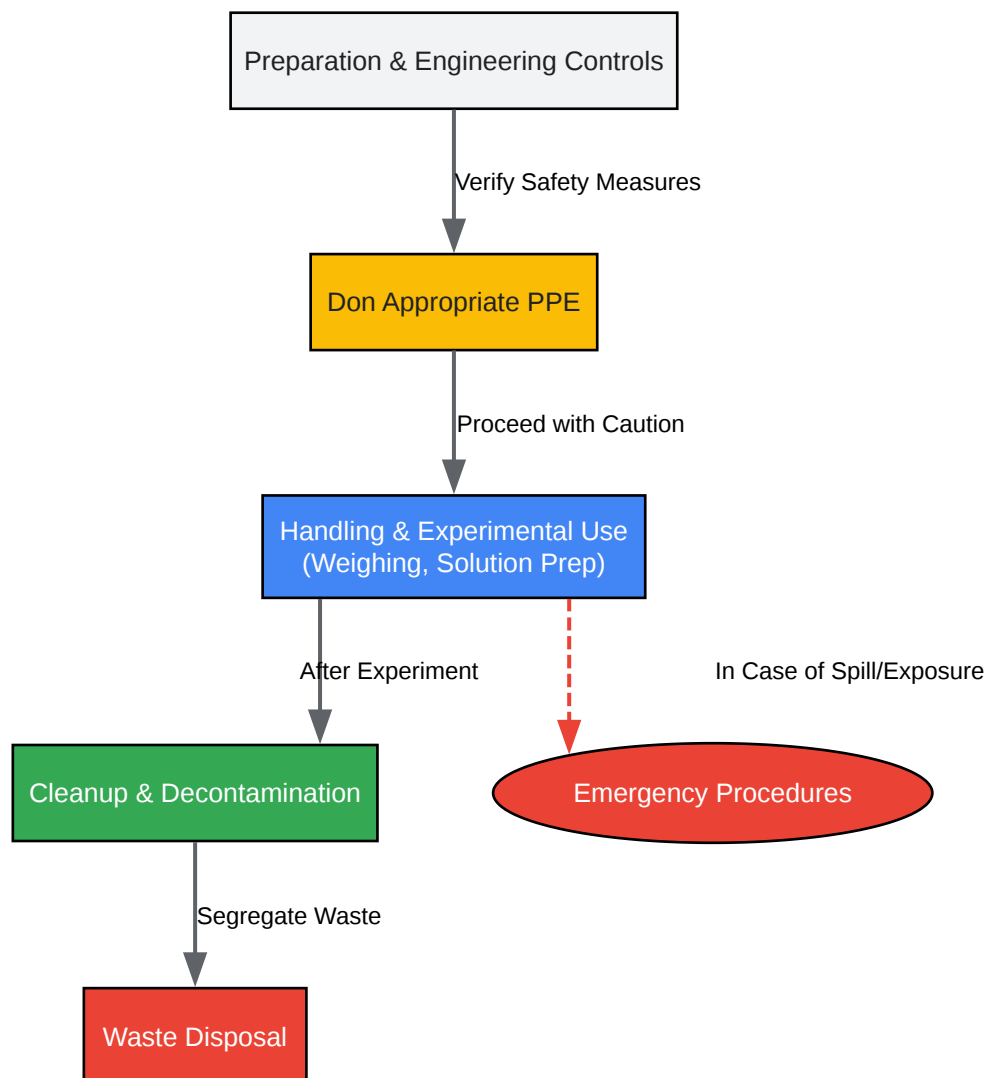 Preparation & Engineering Controls
Verify Safety Measures
Don Appropriate PPE
Proceed with Caution
Handling & Experimental Use
(Weighing, Solution Prep)
After Experiment
In Case of Spill/Exposure
Cleanup & Decontamination
Emergency Procedures
Segregate Waste
Waste Disposal